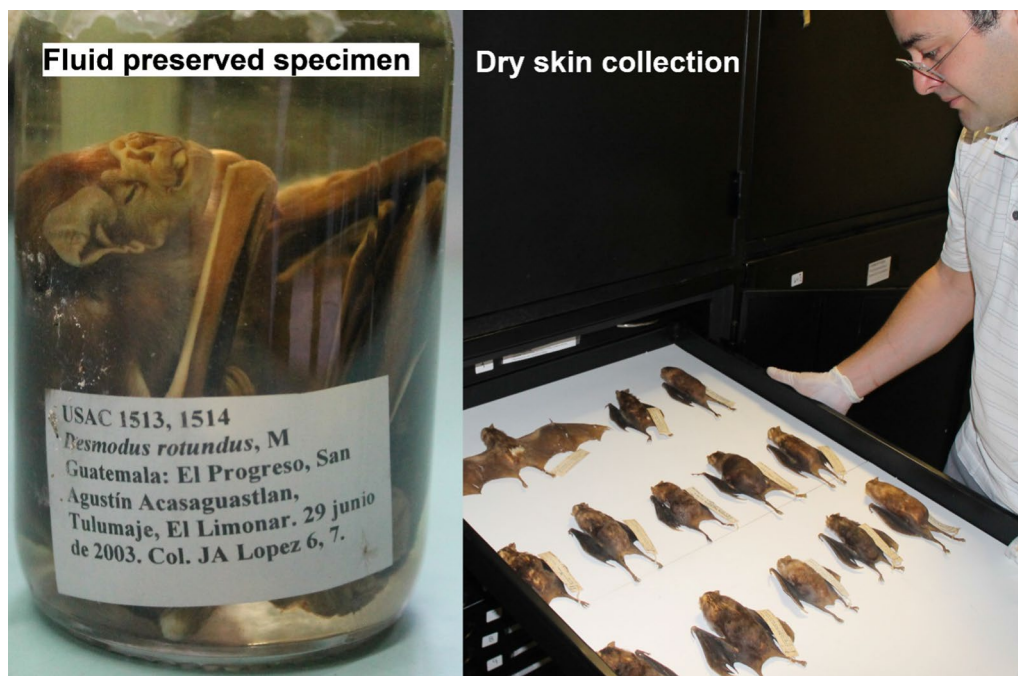 Fluid preserved specimen
Dry skin collection
USAC 1513, 1514
Desmodus rotundus, M
Guatemala: El Progreso, San
Agustín Acasaguastlan,
Tulumaje, El Limonar. 29 junio
de 2003. Col. JA Lopez 6, 7.